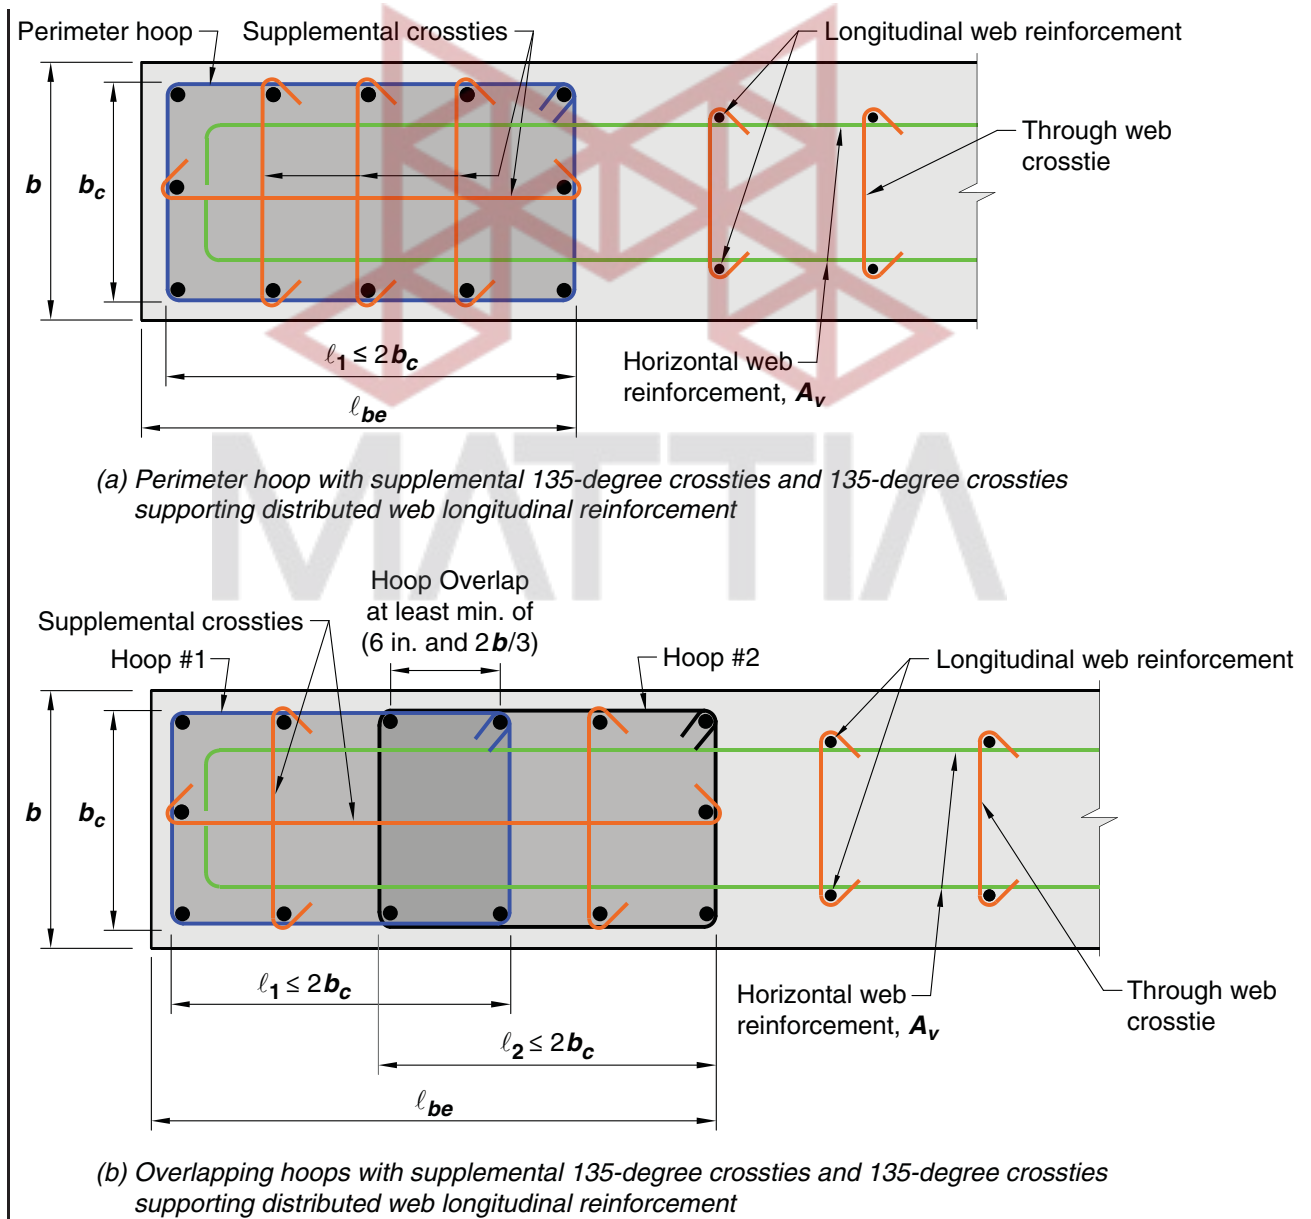 Perimeter hoop
Supplemental crossties
Longitudinal web reinforcement
Through web
crosstie
b
b_c
ℓ_1 ≤ 2b_c
ℓ_be
Horizontal web
reinforcement, A_v
(a) Perimeter hoop with supplemental 135-degree crossties and 135-degree crossties
supporting distributed web longitudinal reinforcement
MATTIA
Hoop Overlap
at least min. of
(6 in. and 2b/3)
Supplemental crossties
Hoop #1
Hoop #2
Longitudinal web reinforcement
b
b_c
ℓ_1 ≤ 2b_c
ℓ_2 ≤ 2b_c
ℓ_be
Horizontal web
reinforcement, A_v
Through web
crosstie
(b) Overlapping hoops with supplemental 135-degree crossties and 135-degree crossties
supporting distributed web longitudinal reinforcement